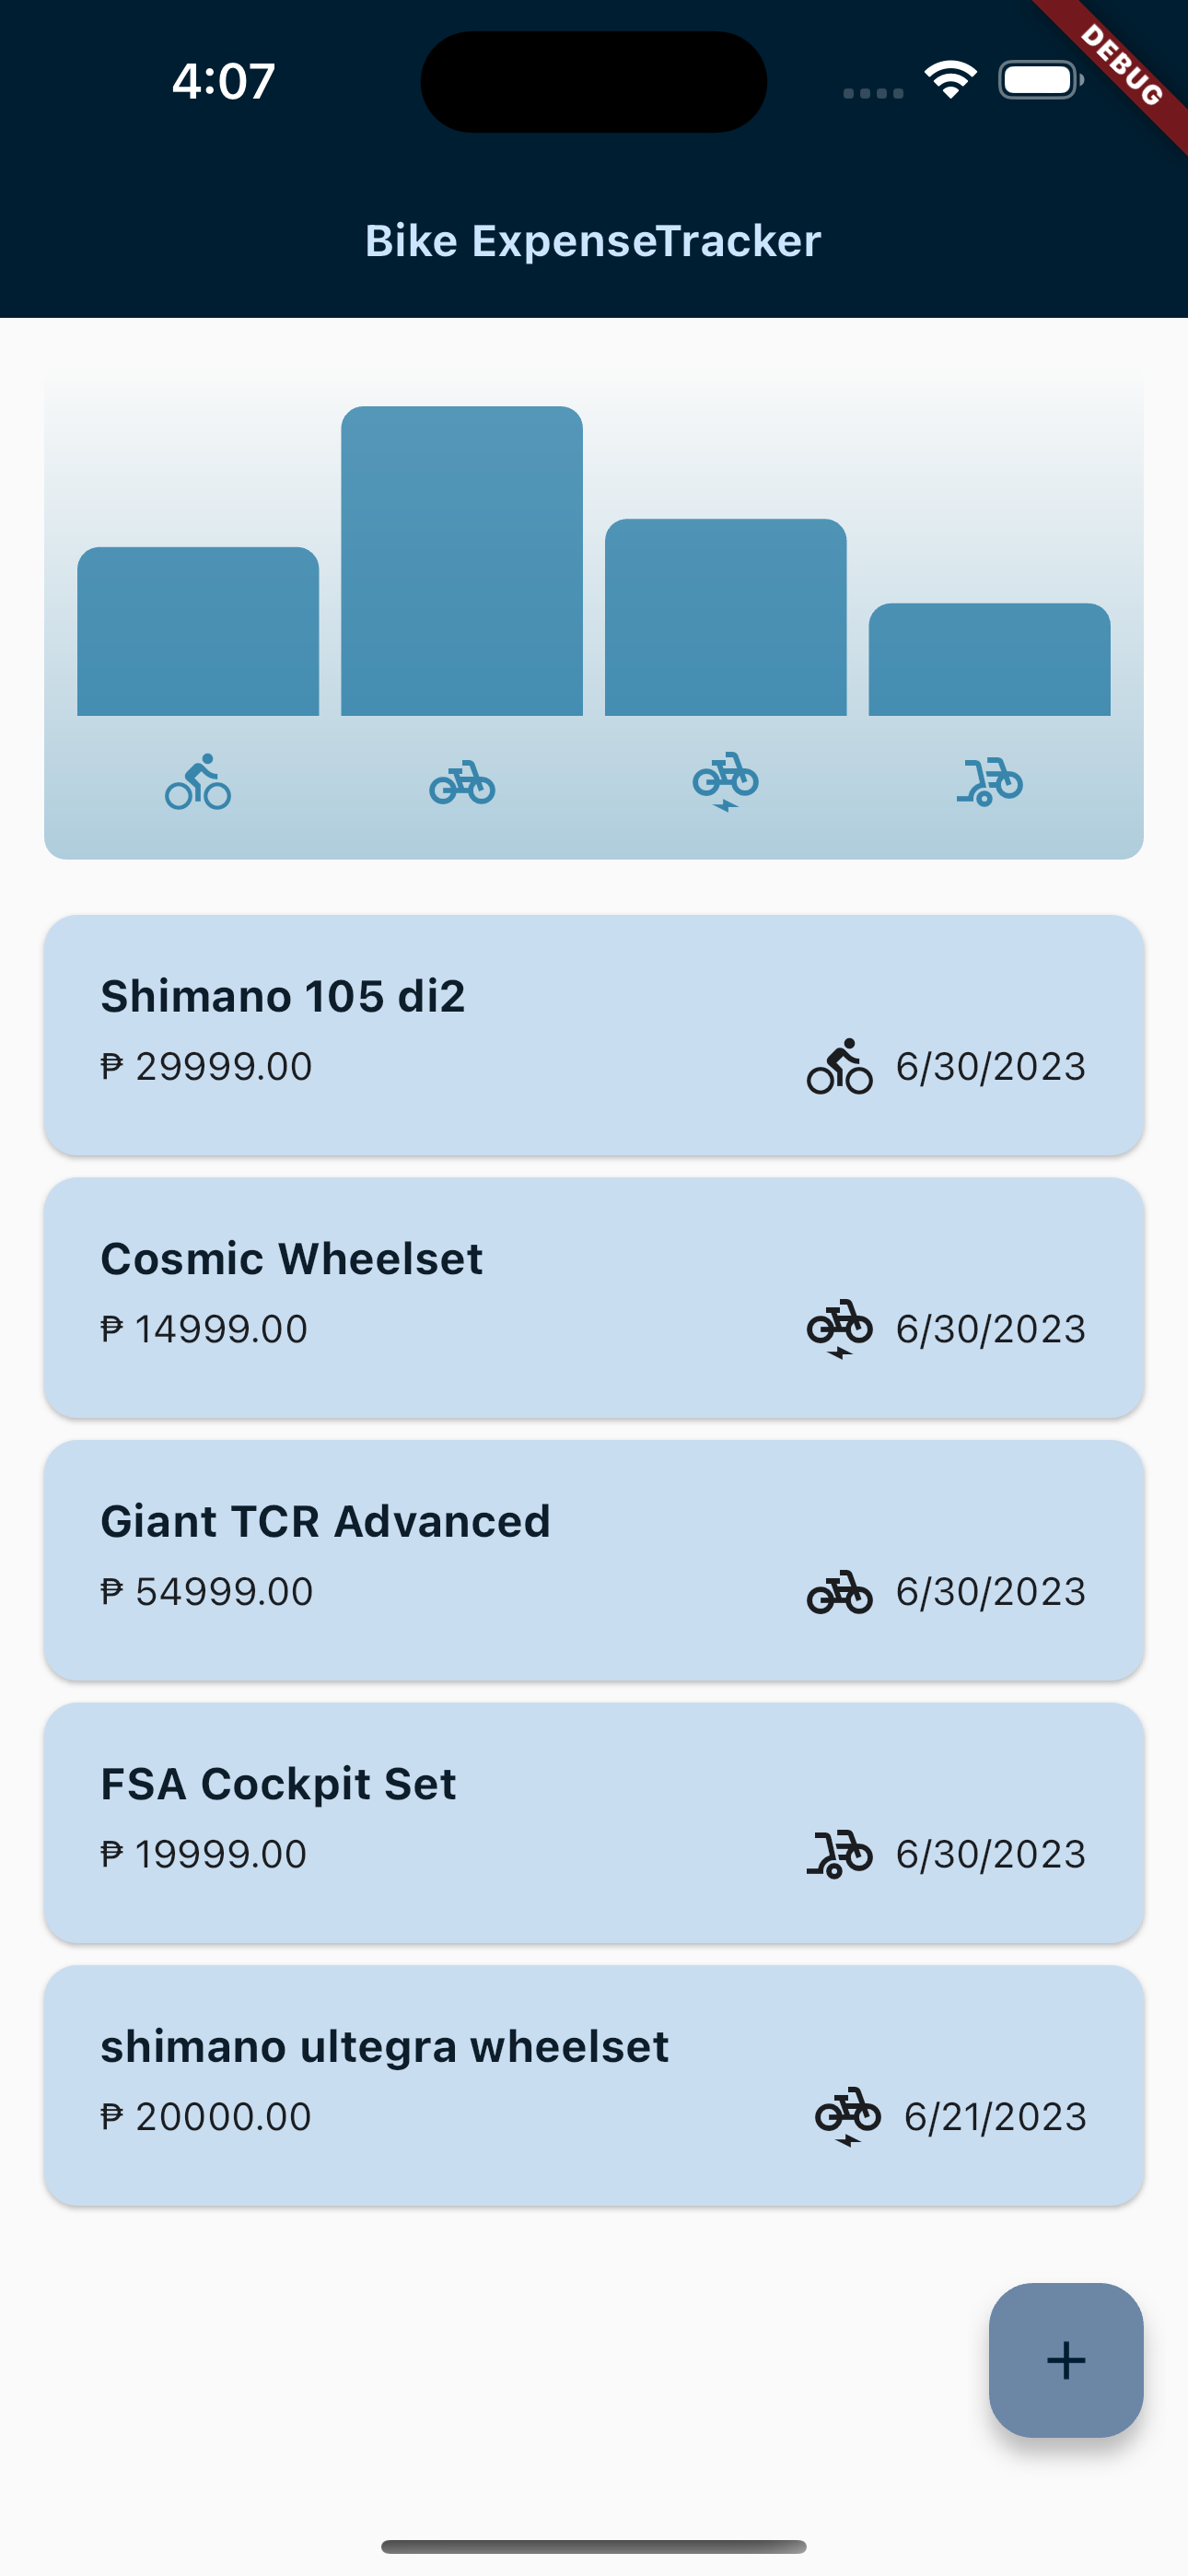 4:07
DEBUG
Bike ExpenseTracker
Shimano 105 di2
₱ 29999.00
6/30/2023
Cosmic Wheelset
₱ 14999.00
6/30/2023
Giant TCR Advanced
₱ 54999.00
6/30/2023
FSA Cockpit Set
₱ 19999.00
6/30/2023
shimano ultegra wheelset
₱ 20000.00
6/21/2023
+